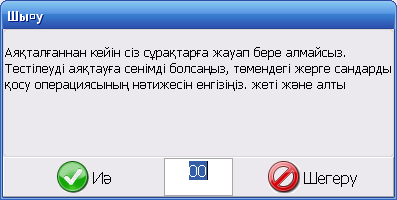 Шы¤у
Аяқталғаннан кейін сіз сұрақтарға жауап бере алмайсыз.
Тестілеуді аяқтауға сенімді болсаңыз, төмендегі жерге сандарды
қосу операциясының нәтижесін енгізіңіз. жеті және алты
Иә 00 Шегеру